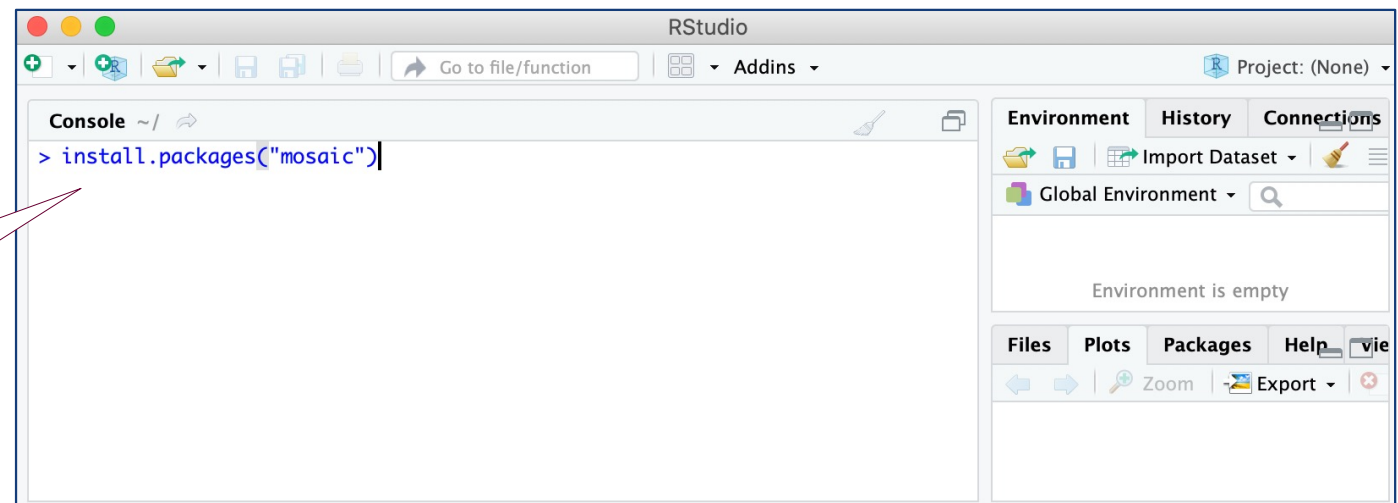 RStudio
Go to file/function
Addins
Project: (None)
Console ~/
> install.packages("mosaic")
Environment History Connections
Import Dataset
Global Environment
Environment is empty
Files Plots Packages Help Vie
Zoom Export